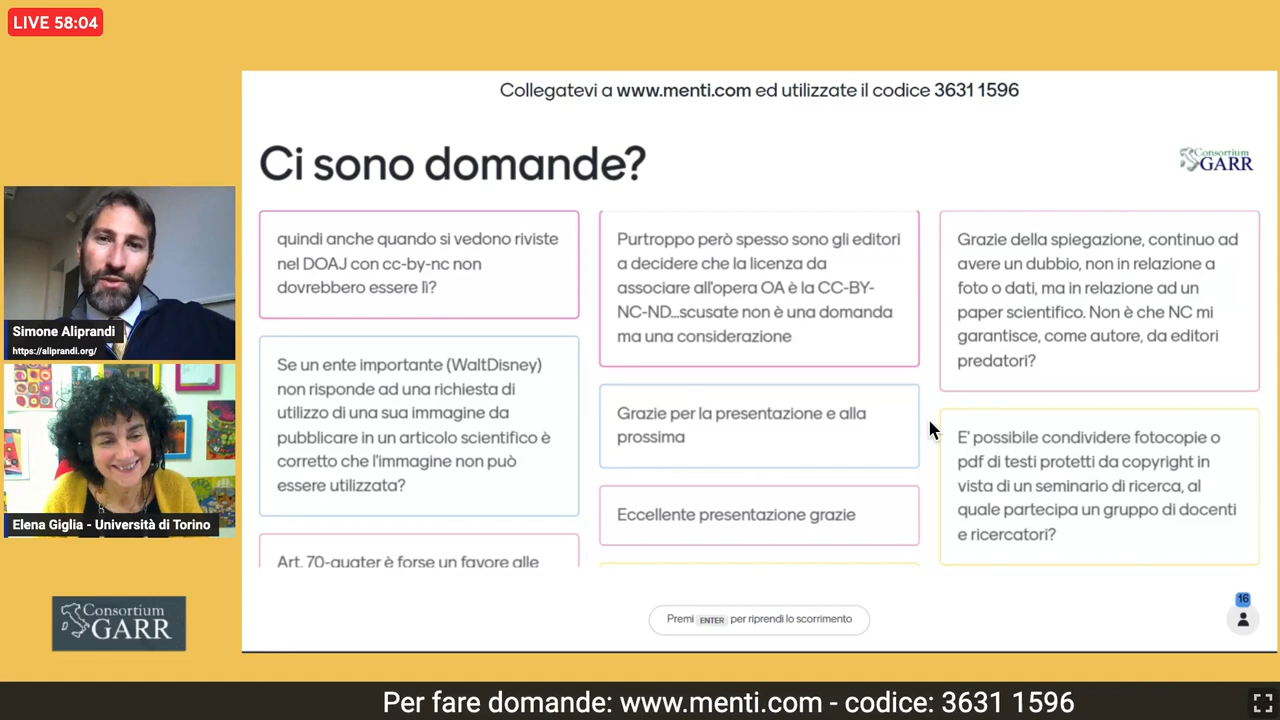 LIVE 58:04
Collegatevi a www.menti.com ed utilizzate il codice 3631 1596
Ci sono domande?
Consortium
GARR
quindi anche quando si vedono riviste
nel DOAJ con cc-by-nc non
dovrebbero essere lì?
Se un ente importante (WaltDisney)
non risponde ad una richiesta di
utilizzo di una sua immagine da
pubblicare in un articolo scientifico è
corretto che l'immagine non può
essere utilizzata?
Art. 70-quater è forse un favore alle
Purtroppo però spesso sono gli editori
a decidere che la licenza da
associare all'opera OA è la CC-BY-
NC-ND...scusate non è una domanda
ma una considerazione
Grazie per la presentazione e alla
prossima
Eccellente presentazione grazie
Grazie della spiegazione, continuo ad
avere un dubbio, non in relazione a
foto o dati, ma in relazione ad un
paper scientifico. Non è che NC mi
garantisce, come autore, da editori
predatori?
E' possibile condividere fotocopie o
pdf di testi protetti da copyright in
vista di un seminario di ricerca, al
quale partecipa un gruppo di docenti
e ricercatori?
Premi ENTER per riprendi lo scorrimento
16
Simone Aliprandi
https://aliprandi.org/
Elena Giglia - Università di Torino
Consortium
GARR
Per fare domande: www.menti.com - codice: 3631 1596